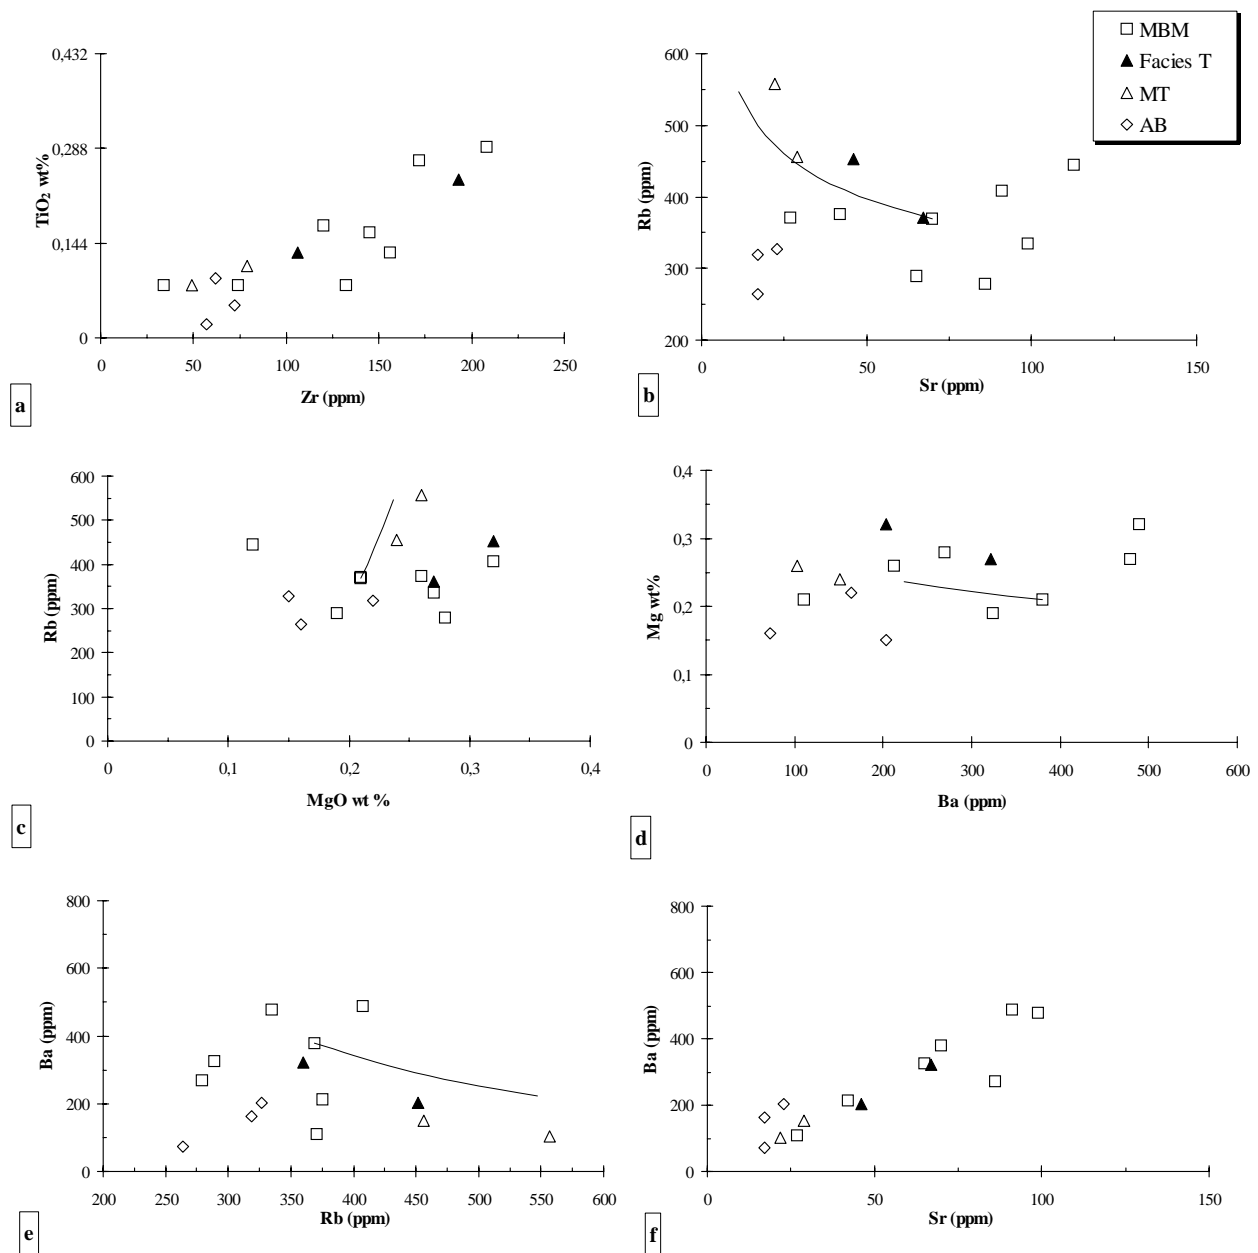 MBM
Facies T
MT
AB
0,432
0,288
0,144
0
TiO₂ wt%
0 50 100 150 200 250
Zr (ppm)
a
600
500
400
300
200
Rb (ppm)
0 50 100 150
Sr (ppm)
b
600
500
400
300
200
100
0
Rb (ppm)
0 0,1 0,2 0,3 0,4
MgO wt %
c
0,4
0,3
0,2
0,1
0
Mg wt%
0 100 200 300 400 500 600
Ba (ppm)
d
800
600
400
200
0
Ba (ppm)
200 250 300 350 400 450 500 550 600
Rb (ppm)
e
800
600
400
200
0
Ba (ppm)
0 50 100 150
Sr (ppm)
f